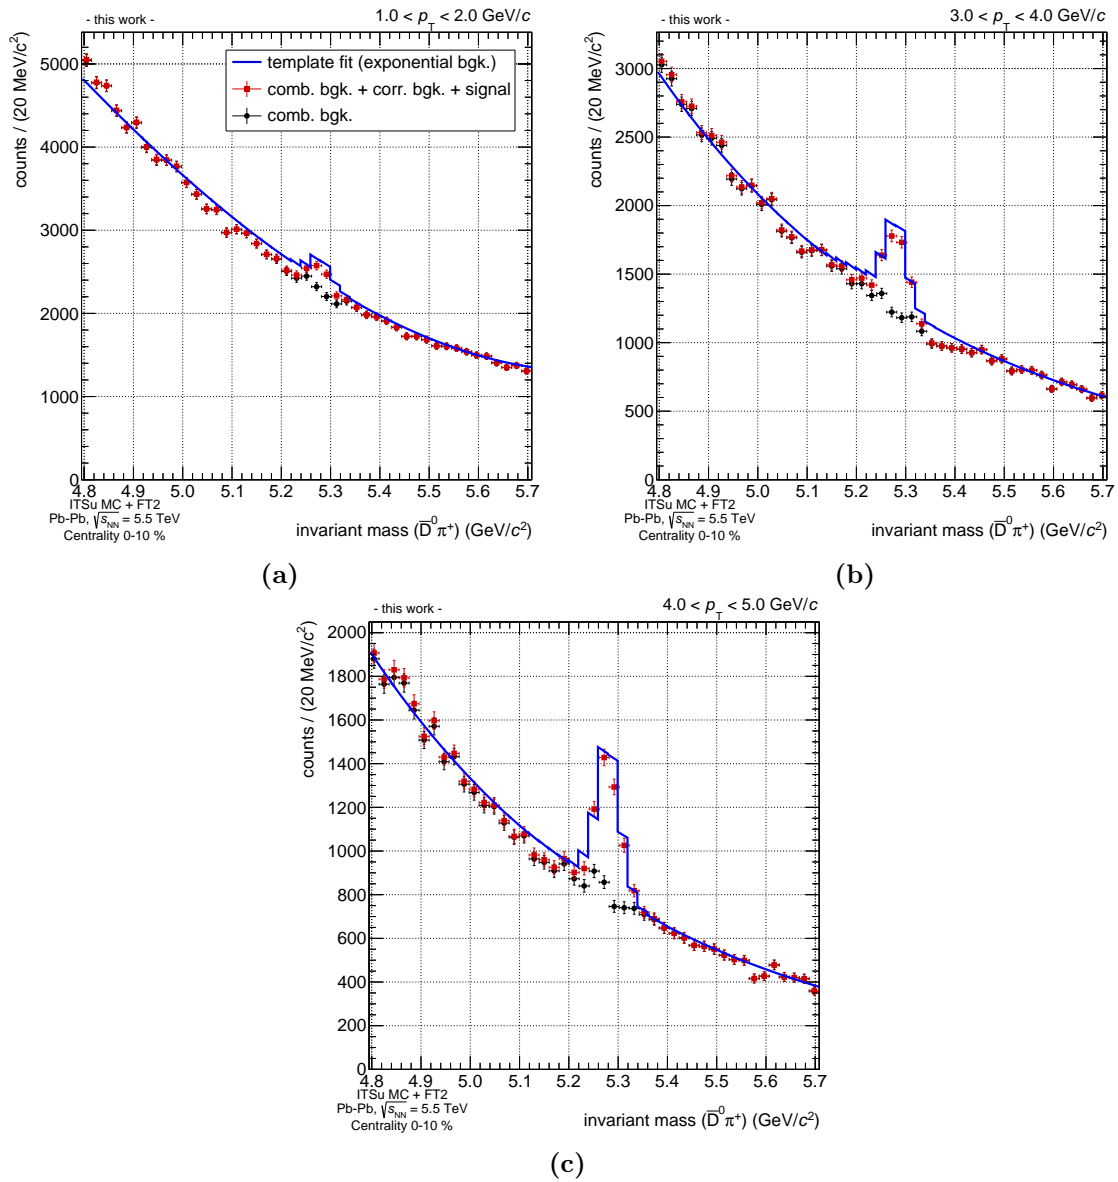 - this work -
1.0 < pT < 2.0 GeV/c
counts / (20 MeV/c²)
template fit (exponential bgk.)
comb. bgk. + corr. bgk. + signal
comb. bgk.
5000
4000
3000
2000
1000
0
4.8 4.9 5.0 5.1 5.2 5.3 5.4 5.5 5.6 5.7
ITSu MC + FT2
Pb-Pb, √sNN = 5.5 TeV
Centrality 0-10 %
invariant mass (D̅⁰π⁺) (GeV/c²)
(a)
- this work -
3.0 < pT < 4.0 GeV/c
counts / (20 MeV/c²)
3000
2500
2000
1500
1000
500
0
4.8 4.9 5.0 5.1 5.2 5.3 5.4 5.5 5.6 5.7
ITSu MC + FT2
Pb-Pb, √sNN = 5.5 TeV
Centrality 0-10 %
invariant mass (D̅⁰π⁺) (GeV/c²)
(b)
- this work -
4.0 < pT < 5.0 GeV/c
counts / (20 MeV/c²)
2000
1800
1600
1400
1200
1000
800
600
400
200
0
4.8 4.9 5.0 5.1 5.2 5.3 5.4 5.5 5.6 5.7
ITSu MC + FT2
Pb-Pb, √sNN = 5.5 TeV
Centrality 0-10 %
invariant mass (D̅⁰π⁺) (GeV/c²)
(c)